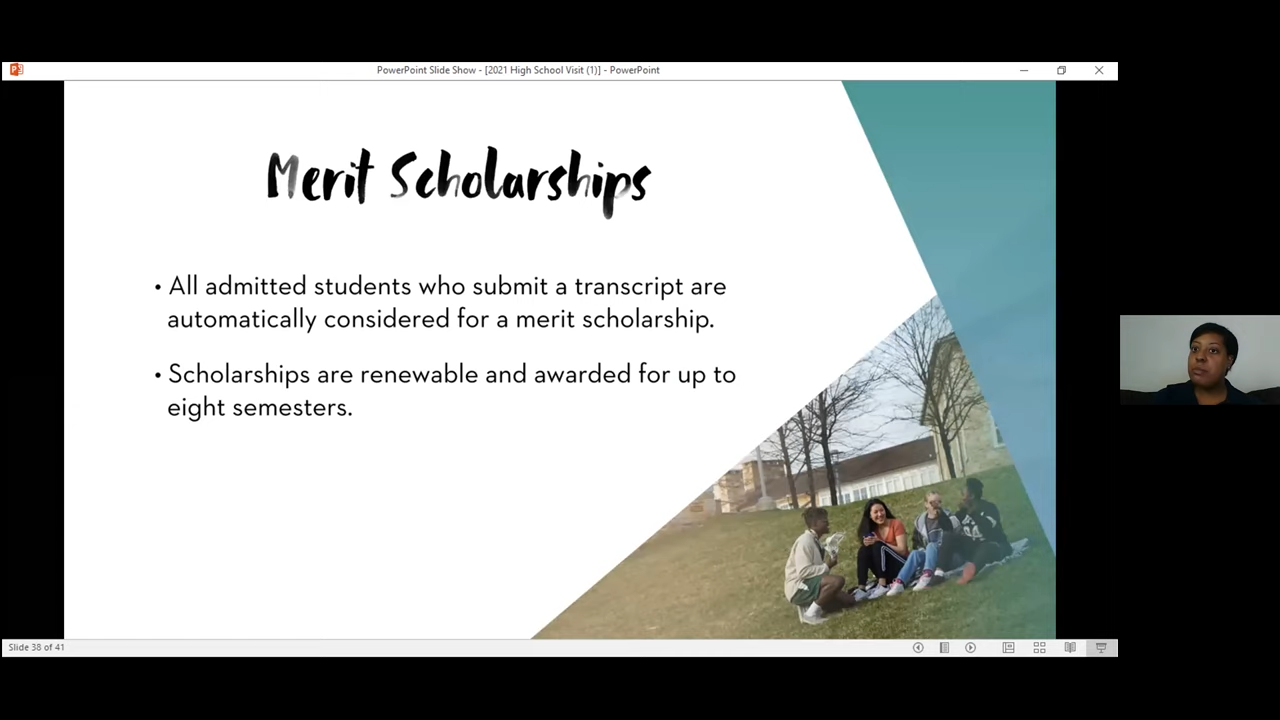 PowerPoint Slide Show - [2021 High School Visit (1)] - PowerPoint
Merit Scholarships
• All admitted students who submit a transcript are
automatically considered for a merit scholarship.
• Scholarships are renewable and awarded for up to
eight semesters.
94
Slide 38 of 41